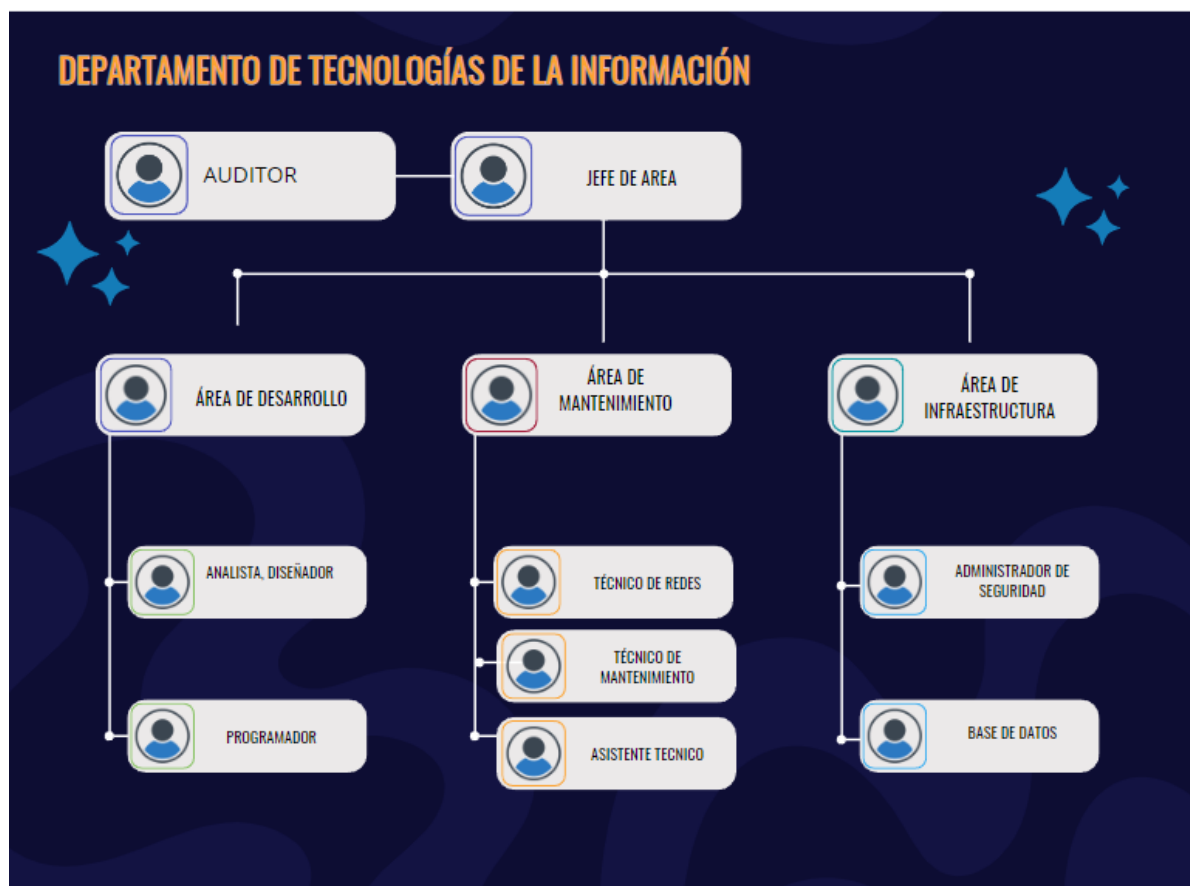 DEPARTAMENTO DE TECNOLOGÍAS DE LA INFORMACIÓN
AUDITOR
JEFE DE AREA
ÁREA DE DESARROLLO
ÁREA DE
MANTENIMIENTO
ÁREA DE
INFRAESTRUCTURA
ANALISTA, DISEÑADOR
TÉCNICO DE REDES
ADMINISTRADOR DE
SEGURIDAD
TÉCNICO DE
MANTENIMIENTO
PROGRAMADOR
ASISTENTE TECNICO
BASE DE DATOS